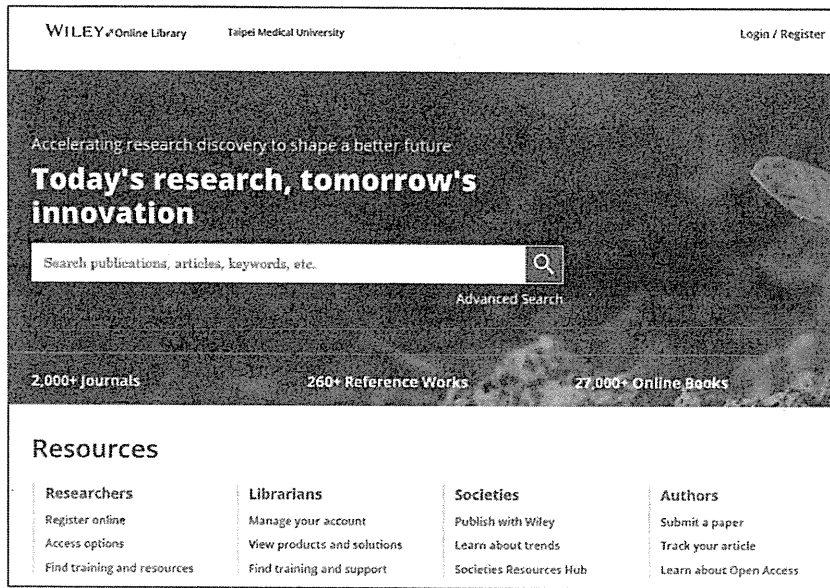 WILEY Online Library Taipei Medical University Login / Register
Accelerating research discovery to shape a better future
Today's research, tomorrow's
innovation
Search publications, articles, keywords, etc.
Advanced Search
2,000+ Journals 260+ Reference Works 27,000+ Online Books
Resources
Researchers
Register online
Access options
Find training and resources
Librarians
Manage your account
View products and solutions
Find training and support
Societies
Publish with Wiley
Learn about trends
Societies Resources Hub
Authors
Submit a paper
Track your article
Learn about Open Access